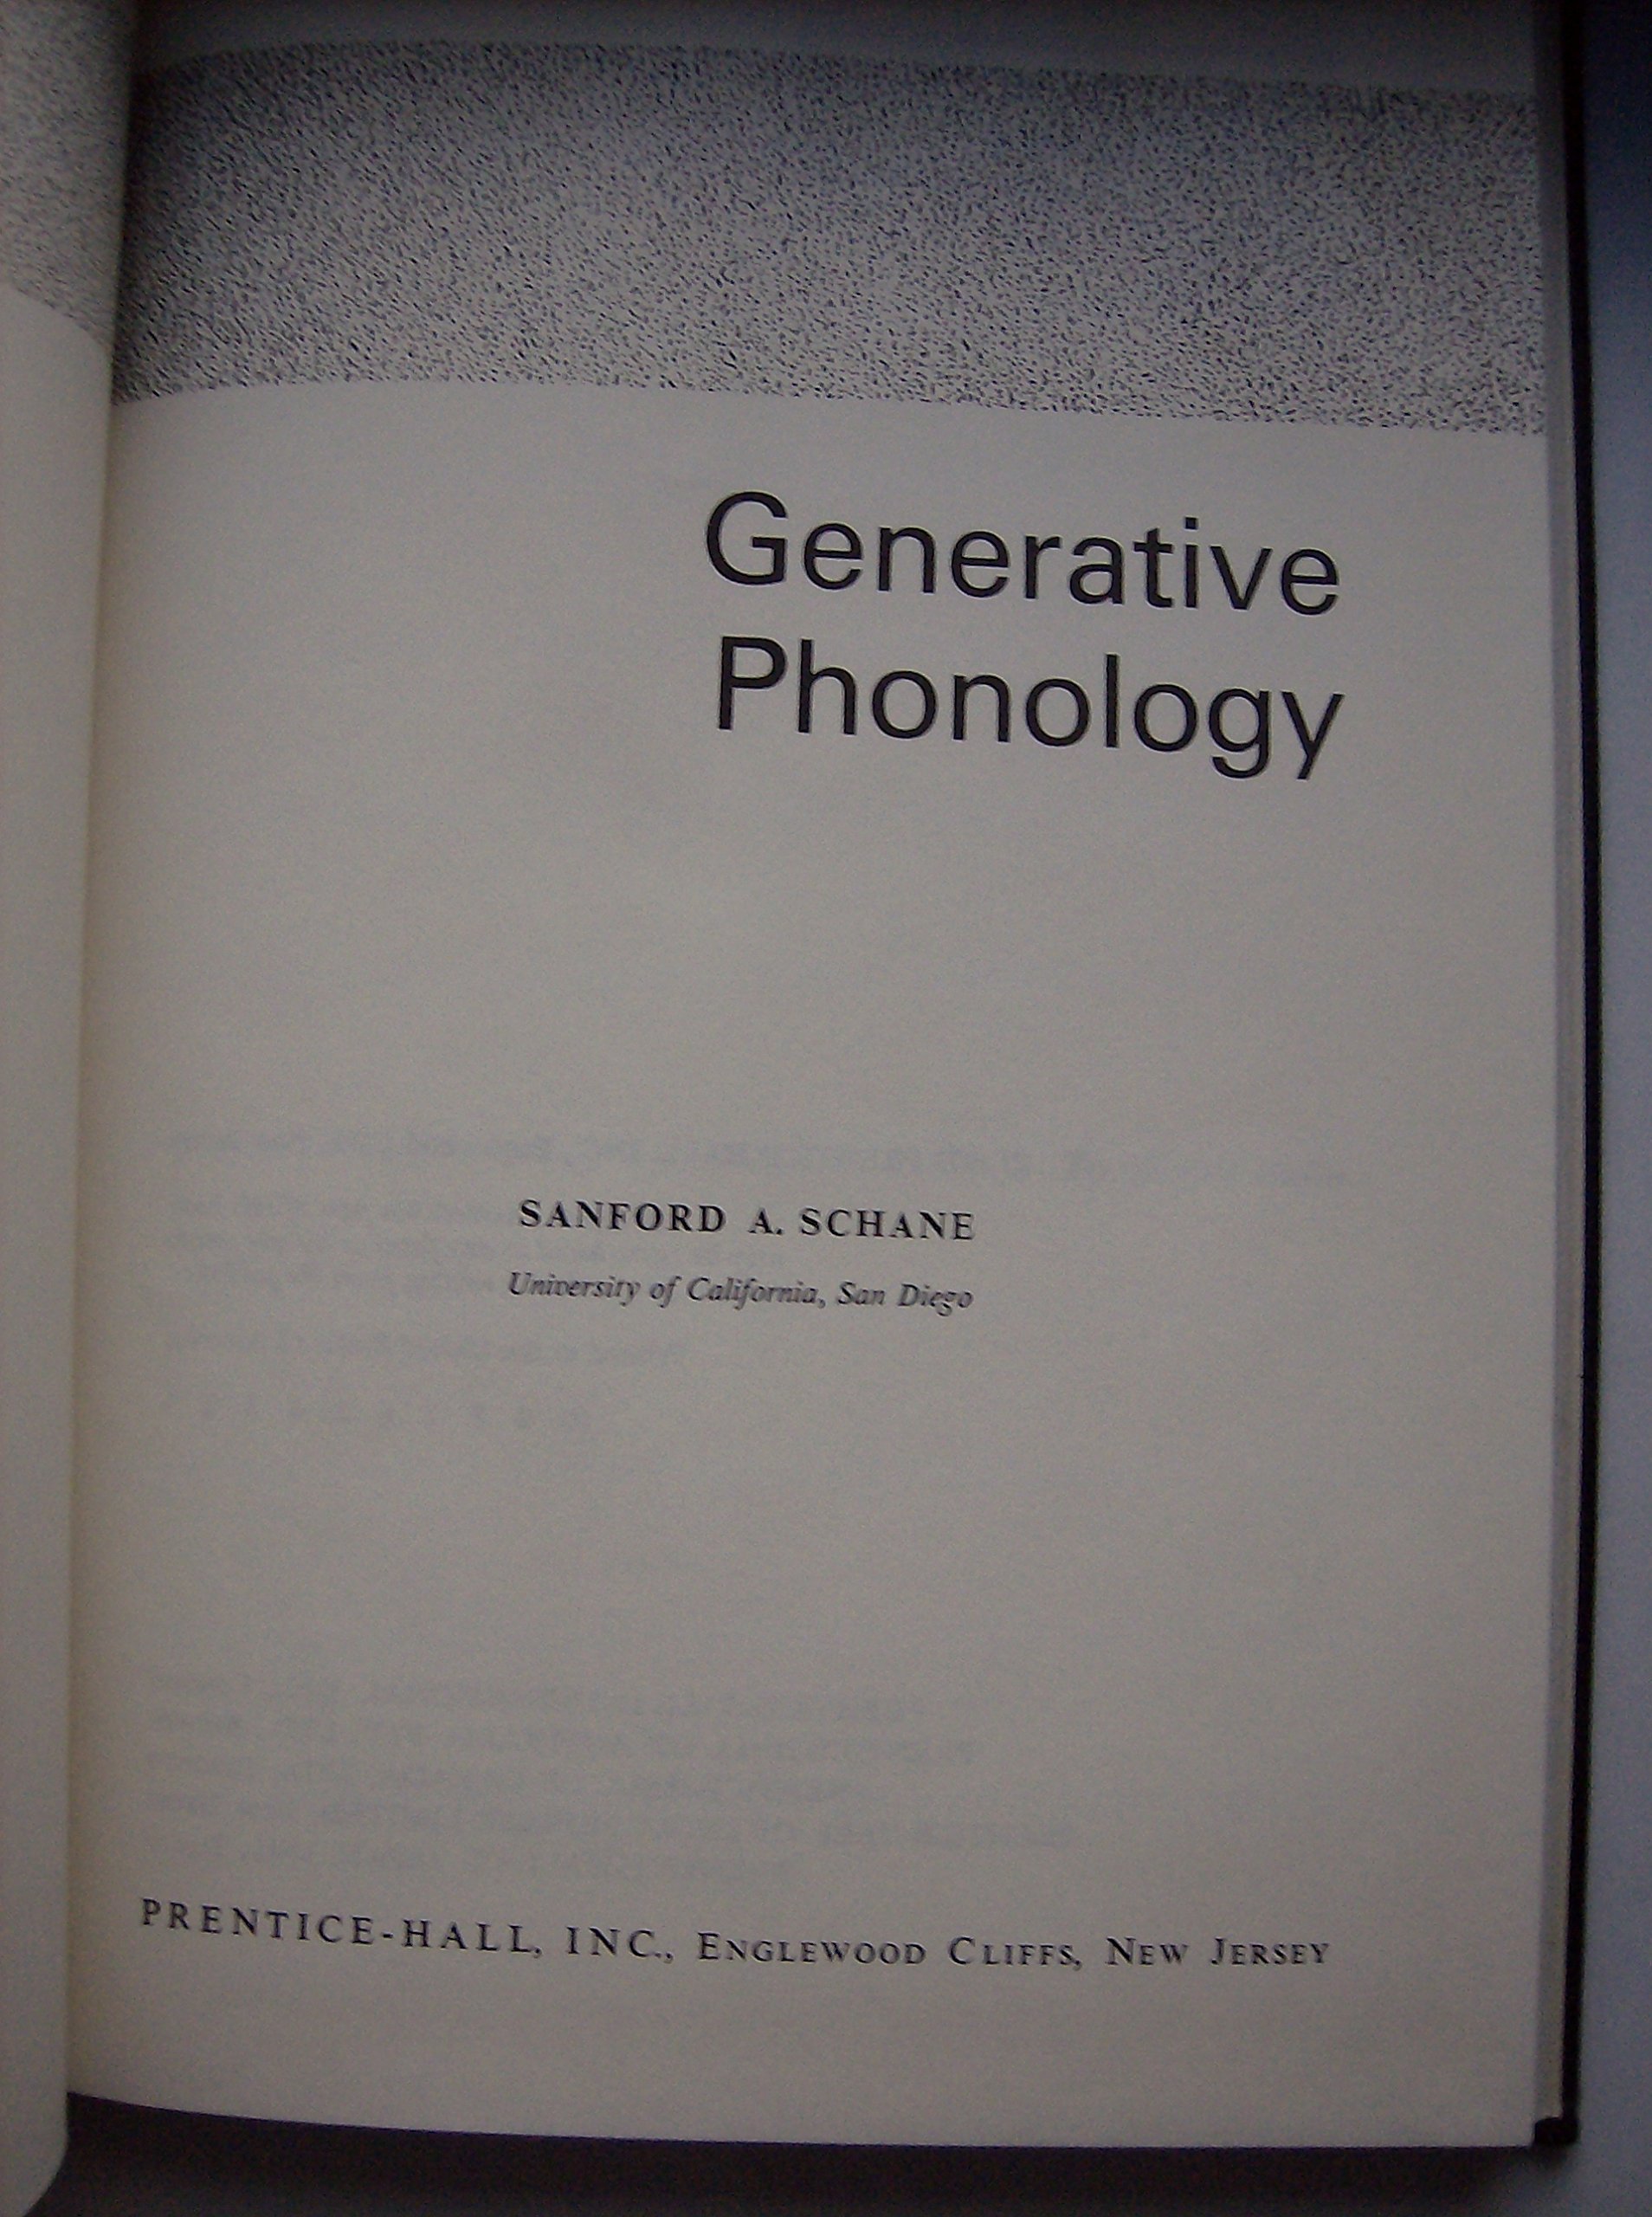 Generative
Phonology
SANFORD A. SCHANE
University of California, San Diego
PRENTICE-HALL, INC., ENGLEWOOD CLIFFS, NEW JERSEY